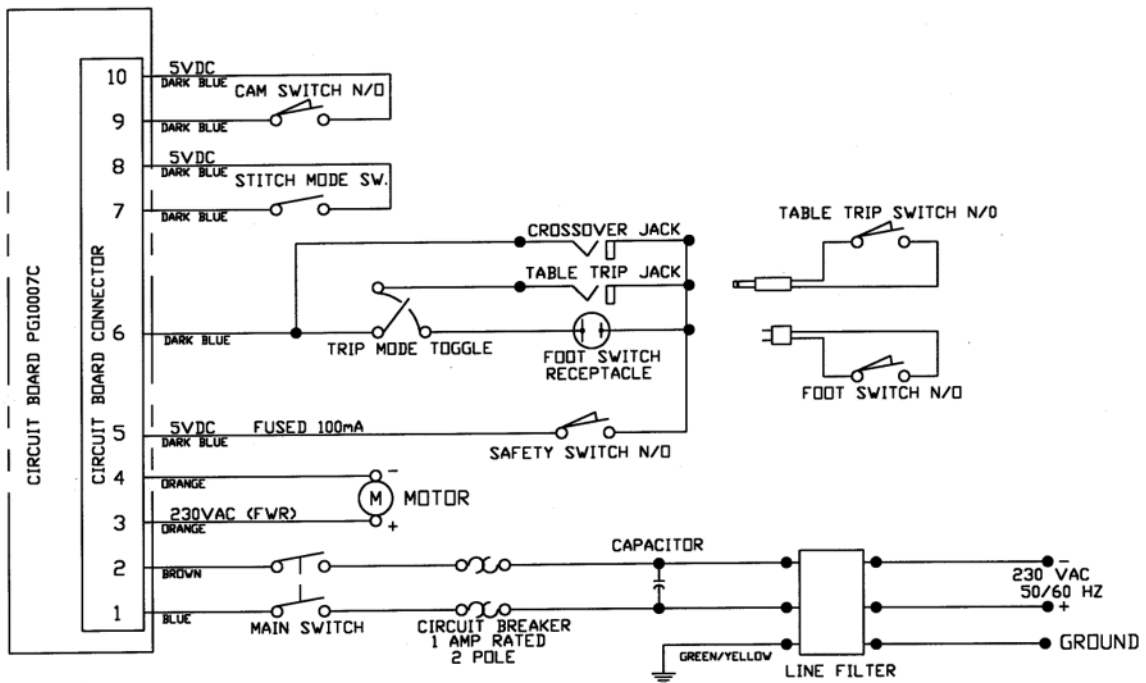 CIRCUIT BOARD PG10007C
CIRCUIT BOARD CONNECTOR
10
5VDC
DARK BLUE
CAM SWITCH N/O
9
DARK BLUE
8
5VDC
DARK BLUE
STITCH MODE SW.
7
DARK BLUE
CROSSOVER JACK
TABLE TRIP JACK
TABLE TRIP SWITCH N/O
6
DARK BLUE
TRIP MODE TOGGLE
FOOT SWITCH
RECEPTACLE
FOOT SWITCH N/O
5
5VDC
FUSED 100mA
DARK BLUE
SAFETY SWITCH N/O
4
ORANGE
-
M
MOTOR
3
230VAC (FWR)
ORANGE
+
2
BROWN
CAPACITOR
-
230 VAC
50/60 HZ
+
1
BLUE
MAIN SWITCH
CIRCUIT BREAKER
1 AMP RATED
2 POLE
GREEN/YELLOW
LINE FILTER
GROUND